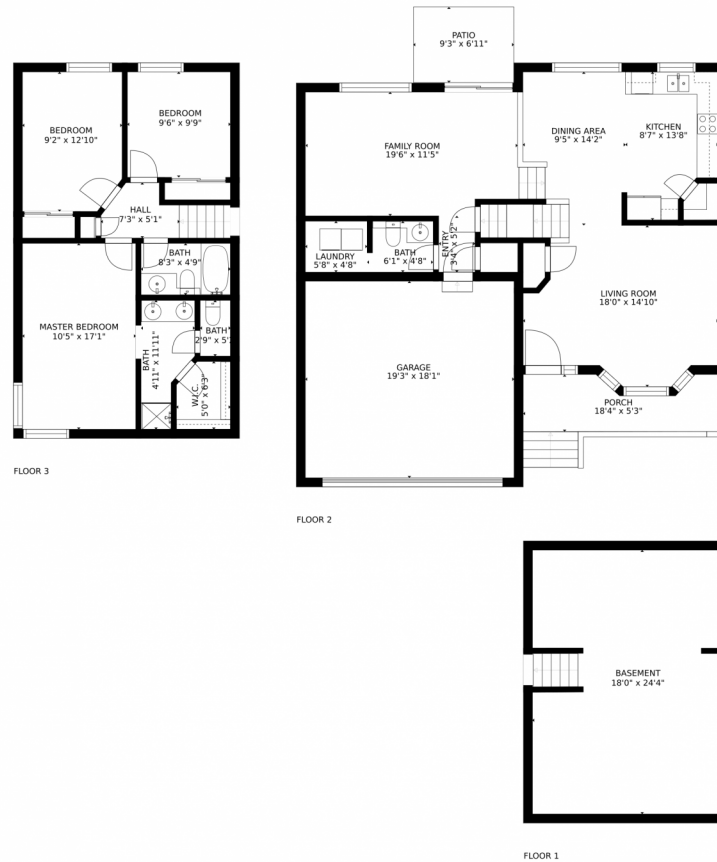 PATIO
9'3" x 6'11"
BEDROOM
9'2" x 12'10"
BEDROOM
9'6" x 9'9"
HALL
7'3" x 5'1"
BATH
8'3" x 4'9"
MASTER BEDROOM
10'5" x 17'1"
BATH
4'11" x 11'11"
BATH
2'9" x 5'
W.I.C.
5'0" x 6'3"
FLOOR 3
FAMILY ROOM
19'6" x 11'5"
DINING AREA
9'5" x 14'2"
KITCHEN
8'7" x 13'8"
LAUNDRY
5'8" x 4'8"
BATH
6'1" x 4'8"
ENTRY
3'4" x 5'2"
LIVING ROOM
18'0" x 14'10"
GARAGE
19'3" x 18'1"
PORCH
18'4" x 5'3"
FLOOR 2
BASEMENT
18'0" x 24'4"
FLOOR 1